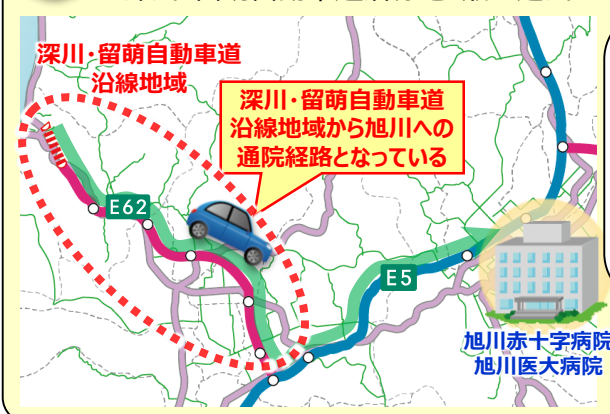 深川・留萌自動車道
沿線地域
深川・留萌自動車道
沿線地域から旭川への
通院経路となっている
E62
E5
旭川赤十字病院
旭川医大病院